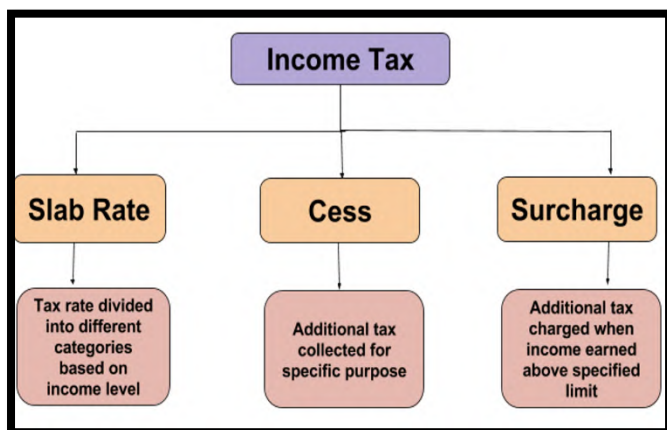 Income Tax
Slab Rate
Cess
Surcharge
Tax rate divided
into different
categories
based on
income level
Additional tax
collected for
specific purpose
Additional tax
charged when
income earned
above specified
limit